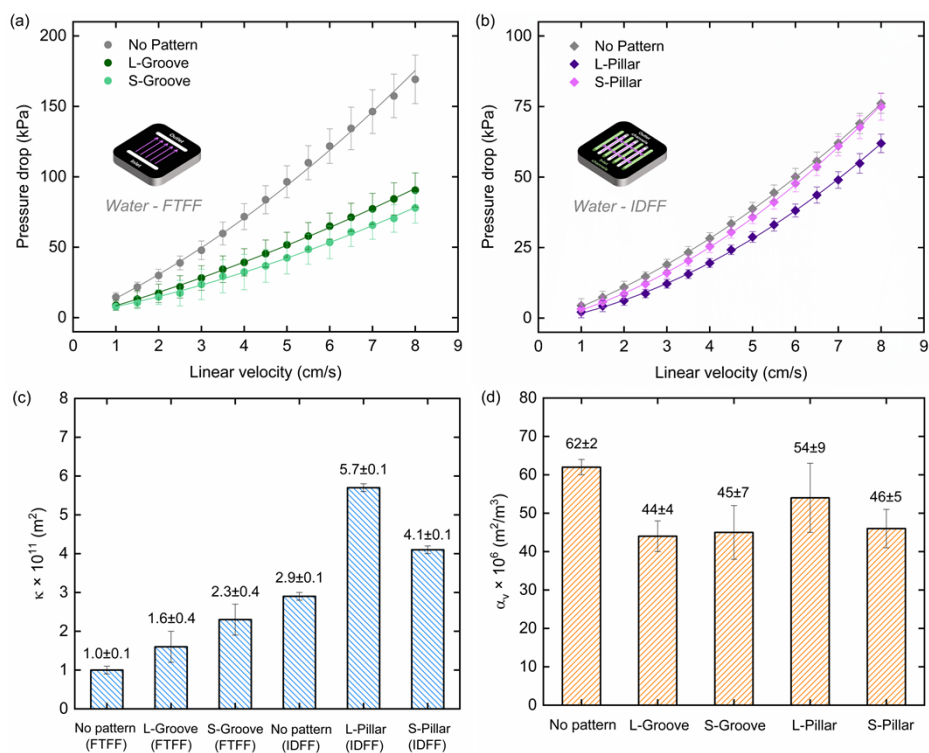 (a)
200
150
100
50
0
Pressure drop (kPa)
No Pattern
L-Groove
S-Groove
Outlet
Inlet
Water - FTFF
0 1 2 3 4 5 6 7 8 9
Linear velocity (cm/s)
(b)
100
75
50
25
0
Pressure drop (kPa)
No Pattern
L-Pillar
S-Pillar
Water - IDFF
0 1 2 3 4 5 6 7 8 9
Linear velocity (cm/s)
(c)
8
7
6
5
4
3
2
1
0
κ × 10¹¹ (m²)
1.0±0.1
1.6±0.4
2.3±0.4
2.9±0.1
5.7±0.1
4.1±0.1
No pattern L-Groove S-Groove No pattern L-Pillar S-Pillar
(FTFF) (FTFF) (FTFF) (IDFF) (IDFF) (IDFF)
(d)
80
70
60
50
40
30
20
10
0
αᵥ × 10⁶ (m²/m³)
62±2
44±4
45±7
54±9
46±5
No pattern L-Groove S-Groove L-Pillar S-Pillar